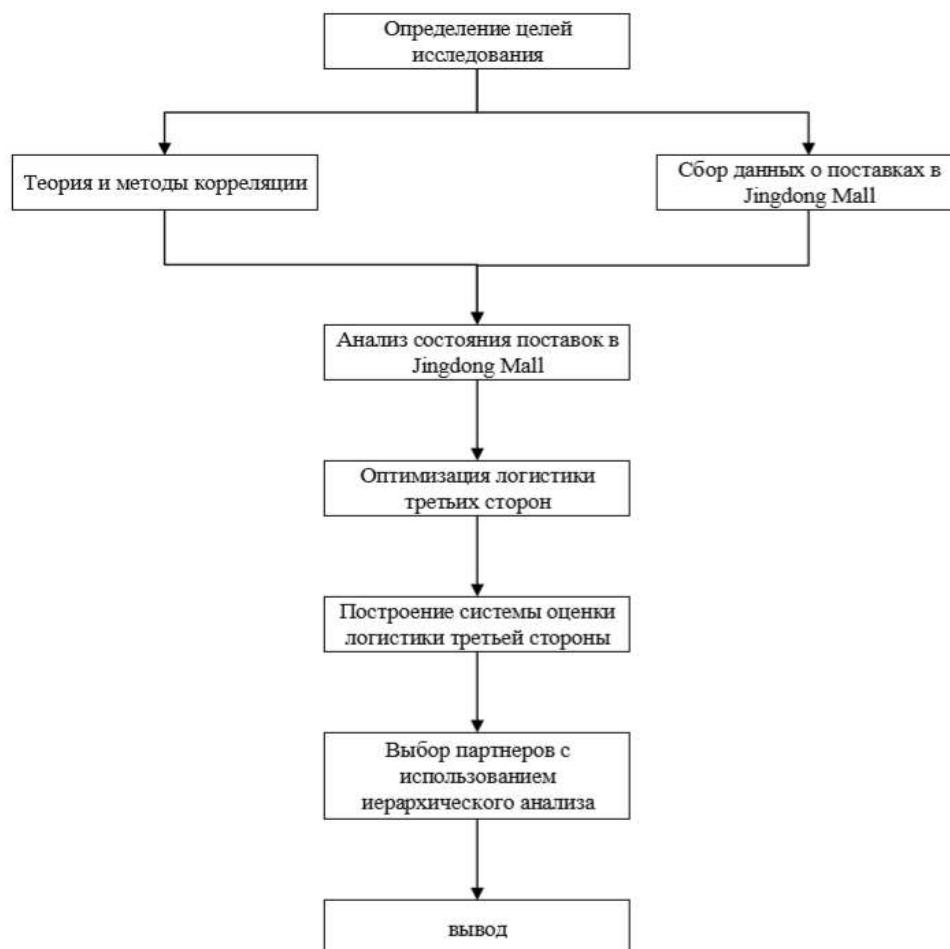 Определение целей
исследования
Теория и методы корреляции
Сбор данных о поставках в
Jingdong Mall
Анализ состояния поставок в
Jingdong Mall
Оптимизация логистики
третьих сторон
Построение системы оценки
логистики третьей стороны
Выбор партнеров с
использованием
иерархического анализа
вывод